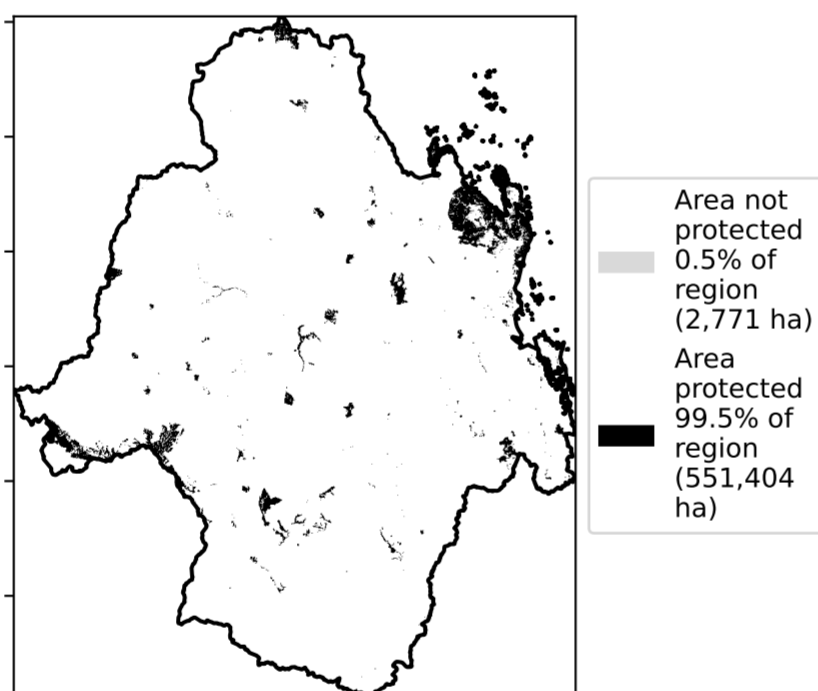 Area not
protected
0.5% of
region
(2,771 ha)
Area
protected
99.5% of
region
(551,404
ha)